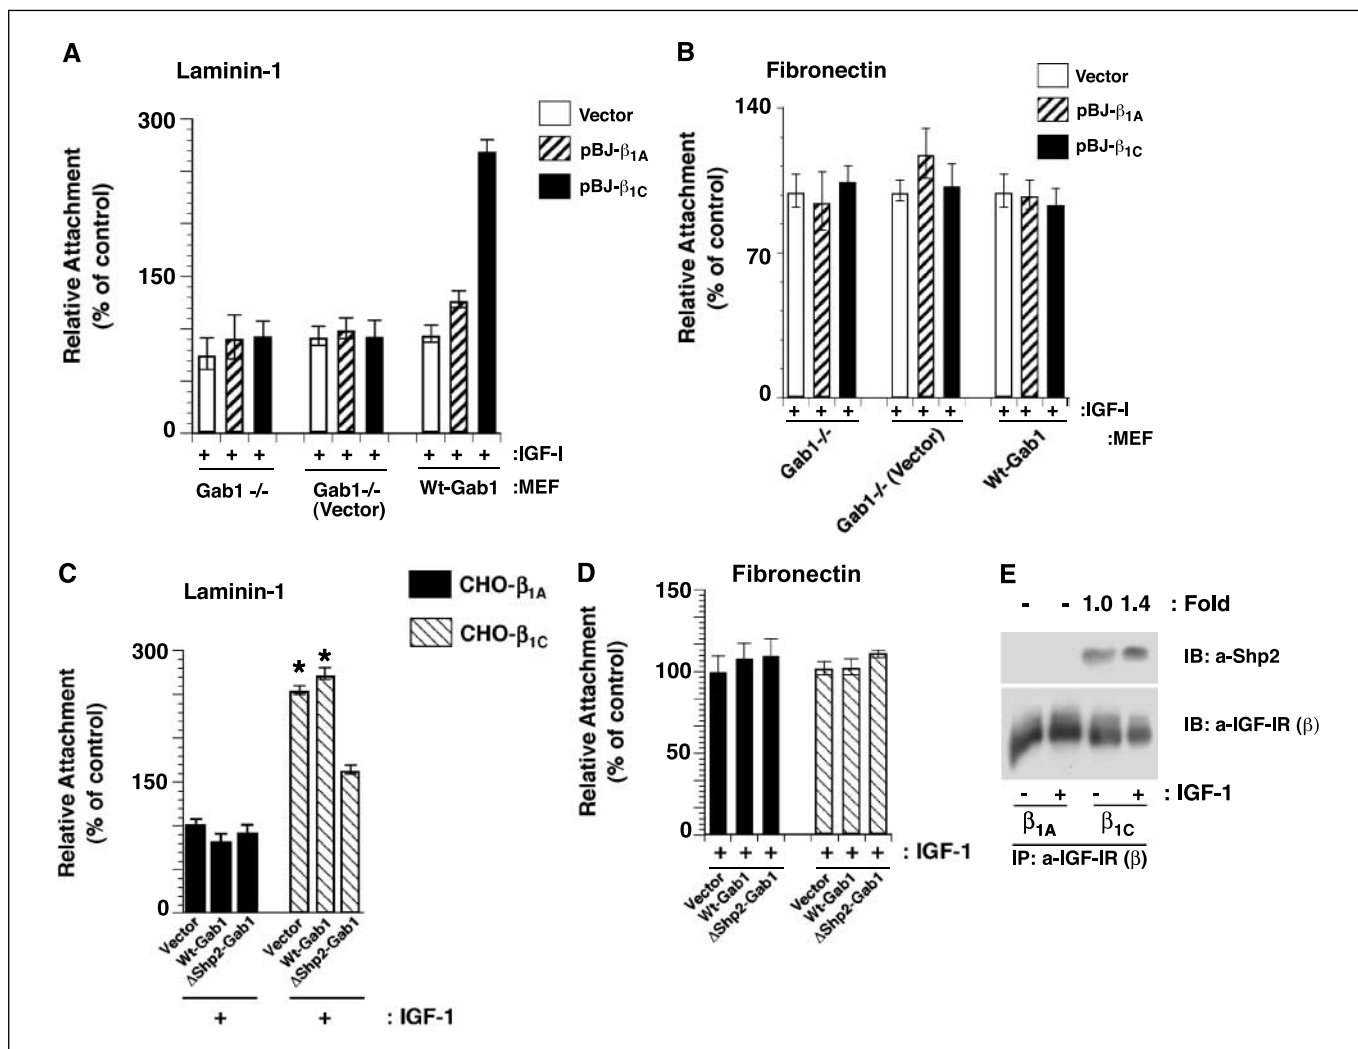 A
Laminin-1
Vector
pBJ-β1A
pBJ-β1C
Relative Attachment
(% of control)
300
150
0
+ + + + + + + + + :IGF-I
Gab1 -/- Gab1-/- (Vector) Wt-Gab1 :MEF
B
Fibronectin
Vector
pBJ-β1A
pBJ-β1C
Relative Attachment
(% of control)
140
70
0
+ + + + + + + + + :IGF-I
:MEF
Gab1-/- Gab1-/- (Vector) Wt-Gab1
C
Laminin-1
CHO-β1A
CHO-β1C
Relative Attachment
(% of control)
300
150
0
* *
Vector Wt-Gab1 ΔShp2-Gab1 Vector Wt-Gab1 ΔShp2-Gab1
+ + : IGF-1
D
Fibronectin
Relative Attachment
(% of control)
150
100
50
0
+ + + + + + : IGF-1
Vector Wt-Gab1 ΔShp2-Gab1 Vector Wt-Gab1 ΔShp2-Gab1
E
- - 1.0 1.4 : Fold
IB: a-Shp2
IB: a-IGF-IR (β)
- + - + : IGF-1
β1A β1C
IP: a-IGF-IR (β)